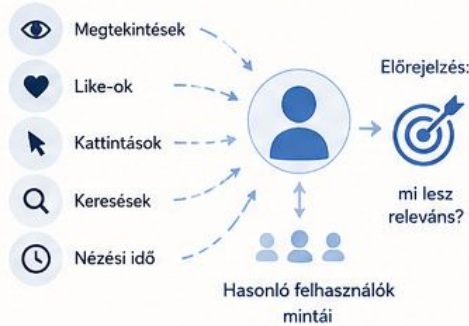 Megtekintések
Like-ok
Kattintások
Keresések
Nézési idő
Előrejelzés:
mi lesz
releváns?
Hasonló felhasználók
mintái